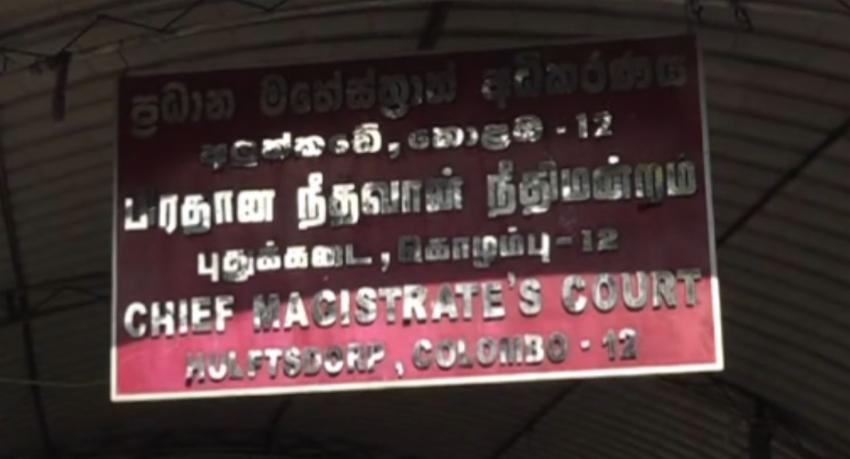 ප්‍රධාන මහේස්ත්‍රාත් අධිකරණය
අලුත්කඩේ, කොළඹ - 12
பிரதான நீதவான் நீதிமன்றம்
புதுக்கடை, கொழும்பு - 12
CHIEF MAGISTRATE'S COURT
HULFTSDORP, COLOMBO - 12